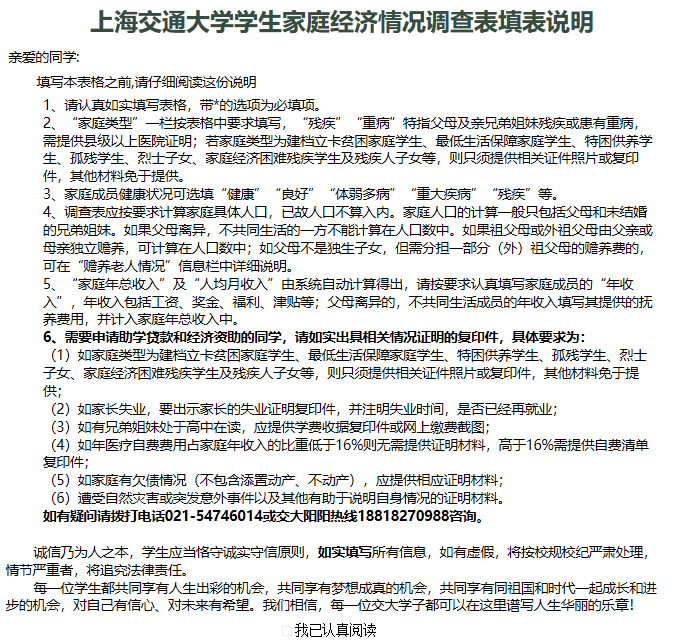 上海交通大学学生家庭经济情况调查表填表说明
亲爱的同学:
填写本表格之前,请仔细阅读这份说明
1、请认真如实填写表格，带*的选项为必填项。
2、“家庭类型”一栏按表格中要求填写，“残疾”“重病”特指父母及亲兄弟姐妹残疾或患有重病，
需提供县级以上医院证明；若家庭类型为建档立卡贫困家庭学生、最低生活保障家庭学生、特困供养学
生、孤残学生、烈士子女、家庭经济困难残疾学生及残疾人子女等，则只须提供相关证件照片或复印
件，其他材料免于提供。
3、家庭成员健康状况可选填“健康”“良好”“体弱多病”“重大疾病”“残疾”等。
4、调查表应按要求计算家庭具体人口，已故人口不算入内。家庭人口的计算一般只包括父母和未结婚
的兄弟姐妹。如果父母离异，不共同生活的一方不能计算在人口数中。如果祖父母或外祖父母由父亲或
母亲独立赡养，可计算在人口数中；如父母不是独生子女，但需分担一部分（外）祖父母的赡养费的，
可在“赡养老人情况”信息栏中详细说明。
5、“家庭年总收入”及“人均月收入”由系统自动计算得出，请按要求认真填写家庭成员的“年收
入”，年收入包括工资、奖金、福利、津贴等；父母离异的，不共同生活成员的年收入填写其提供的抚
养费用，并计入家庭年总收入中。
6、需要申请助学贷款和经济资助的同学，请如实出具相关情况证明的复印件，具体要求为：
（1）如家庭类型为建档立卡贫困家庭学生、最低生活保障家庭学生、特困供养学生、孤残学生、烈士
子女、家庭经济困难残疾学生及残疾人子女等，则只须提供相关证件照片或复印件，其他材料免于提
供；
（2）如家长失业，要出示家长的失业证明复印件，并注明失业时间，是否已经再就业；
（3）如有兄弟姐妹处于高中在读，应提供学费收据复印件或网上缴费截图；
（4）如年医疗自费费用占家庭年收入的比重低于16%则无需提供证明材料，高于16%需提供自费清单
复印件；
（5）如家庭有欠债情况（不包含添置动产、不动产），应提供相应证明材料；
（6）遭受自然灾害或突发意外事件以及其他有助于说明自身情况的证明材料。
如有疑问请拨打电话021-54746014或交大阳阳热线18818270988咨询。
诚信乃为人之本，学生应当恪守诚实守信原则，如实填写所有信息，如有虚假，将按校规校纪严肃处理，
情节严重者，将追究法律责任。
每一位学生都共同享有人生出彩的机会，共同享有梦想成真的机会，共同享有同祖国和时代一起成长和进
步的机会，对自己有信心、对未来有希望。我们相信，每一位交大学子都可以在这里谱写人生华丽的乐章！
我已认真阅读